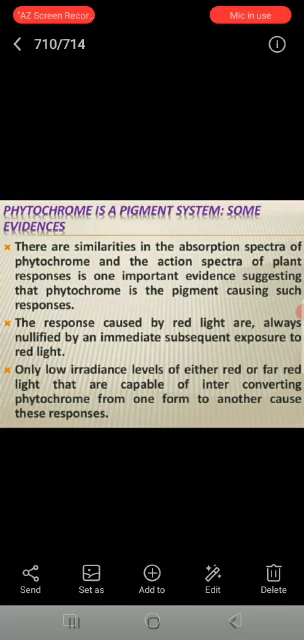 "AZ Screen Recor..
Mic in use
710/714
PHYTOCHROME IS A PIGMENT SYSTEM: SOME
EVIDENCES
There are similarities in the absorption spectra of
phytochrome and the action spectra of plant
responses is one important evidence suggesting
that phytochrome is the pigment causing such
responses.
The response caused by red light are, always
nullified by an immediate subsequent exposure to
red light.
Only low irradiance levels of either red or far red
light that are capable of inter converting
phytochrome from one form to another cause
these responses.
Send
Set as
Add to
Edit
Delete